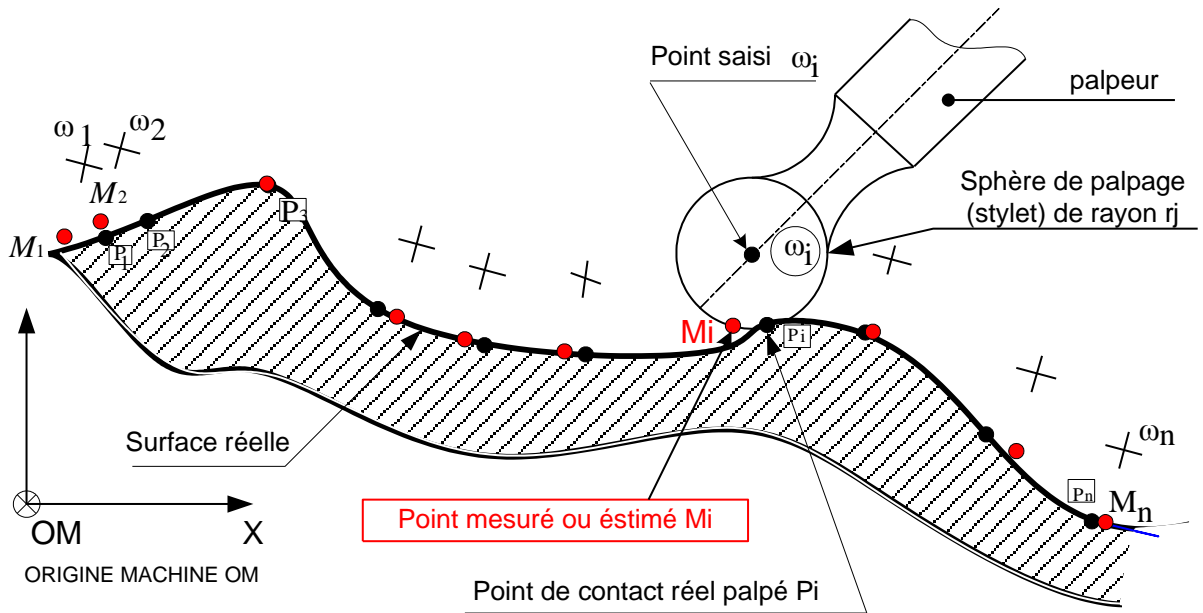 Point saisi ωi
palpeur
ω1
ω2
M2
Sphère de palpage
(stylet) de rayon rj
P3
M1
P1
P2
ωi
Mi
Pi
Surface réelle
ωn
Pn
Mn
Point mesuré ou éstimé Mi
OM
X
ORIGINE MACHINE OM
Point de contact réel palpé Pi